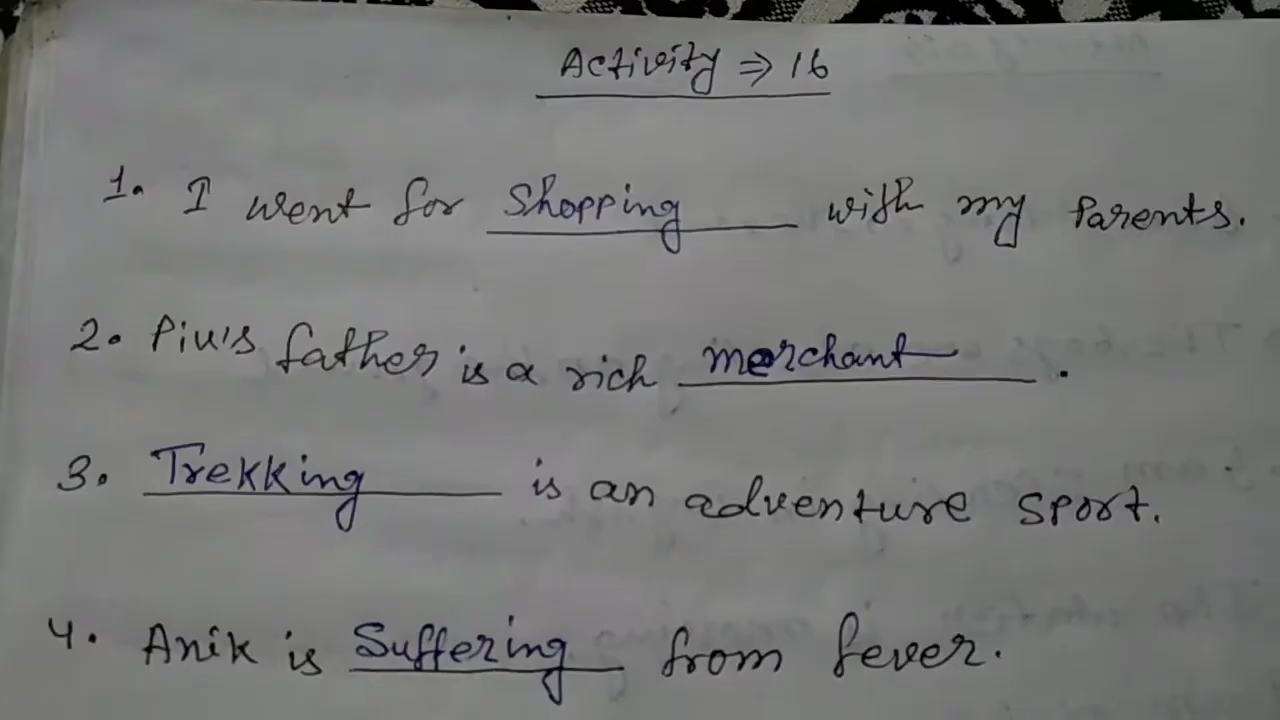 Activity ⇒ 16
1. I went for Shopping with my Parents.
2. Piu's father is a rich merchant.
3. Trekking is an adventure sport.
4. Anik is Suffering from fever.